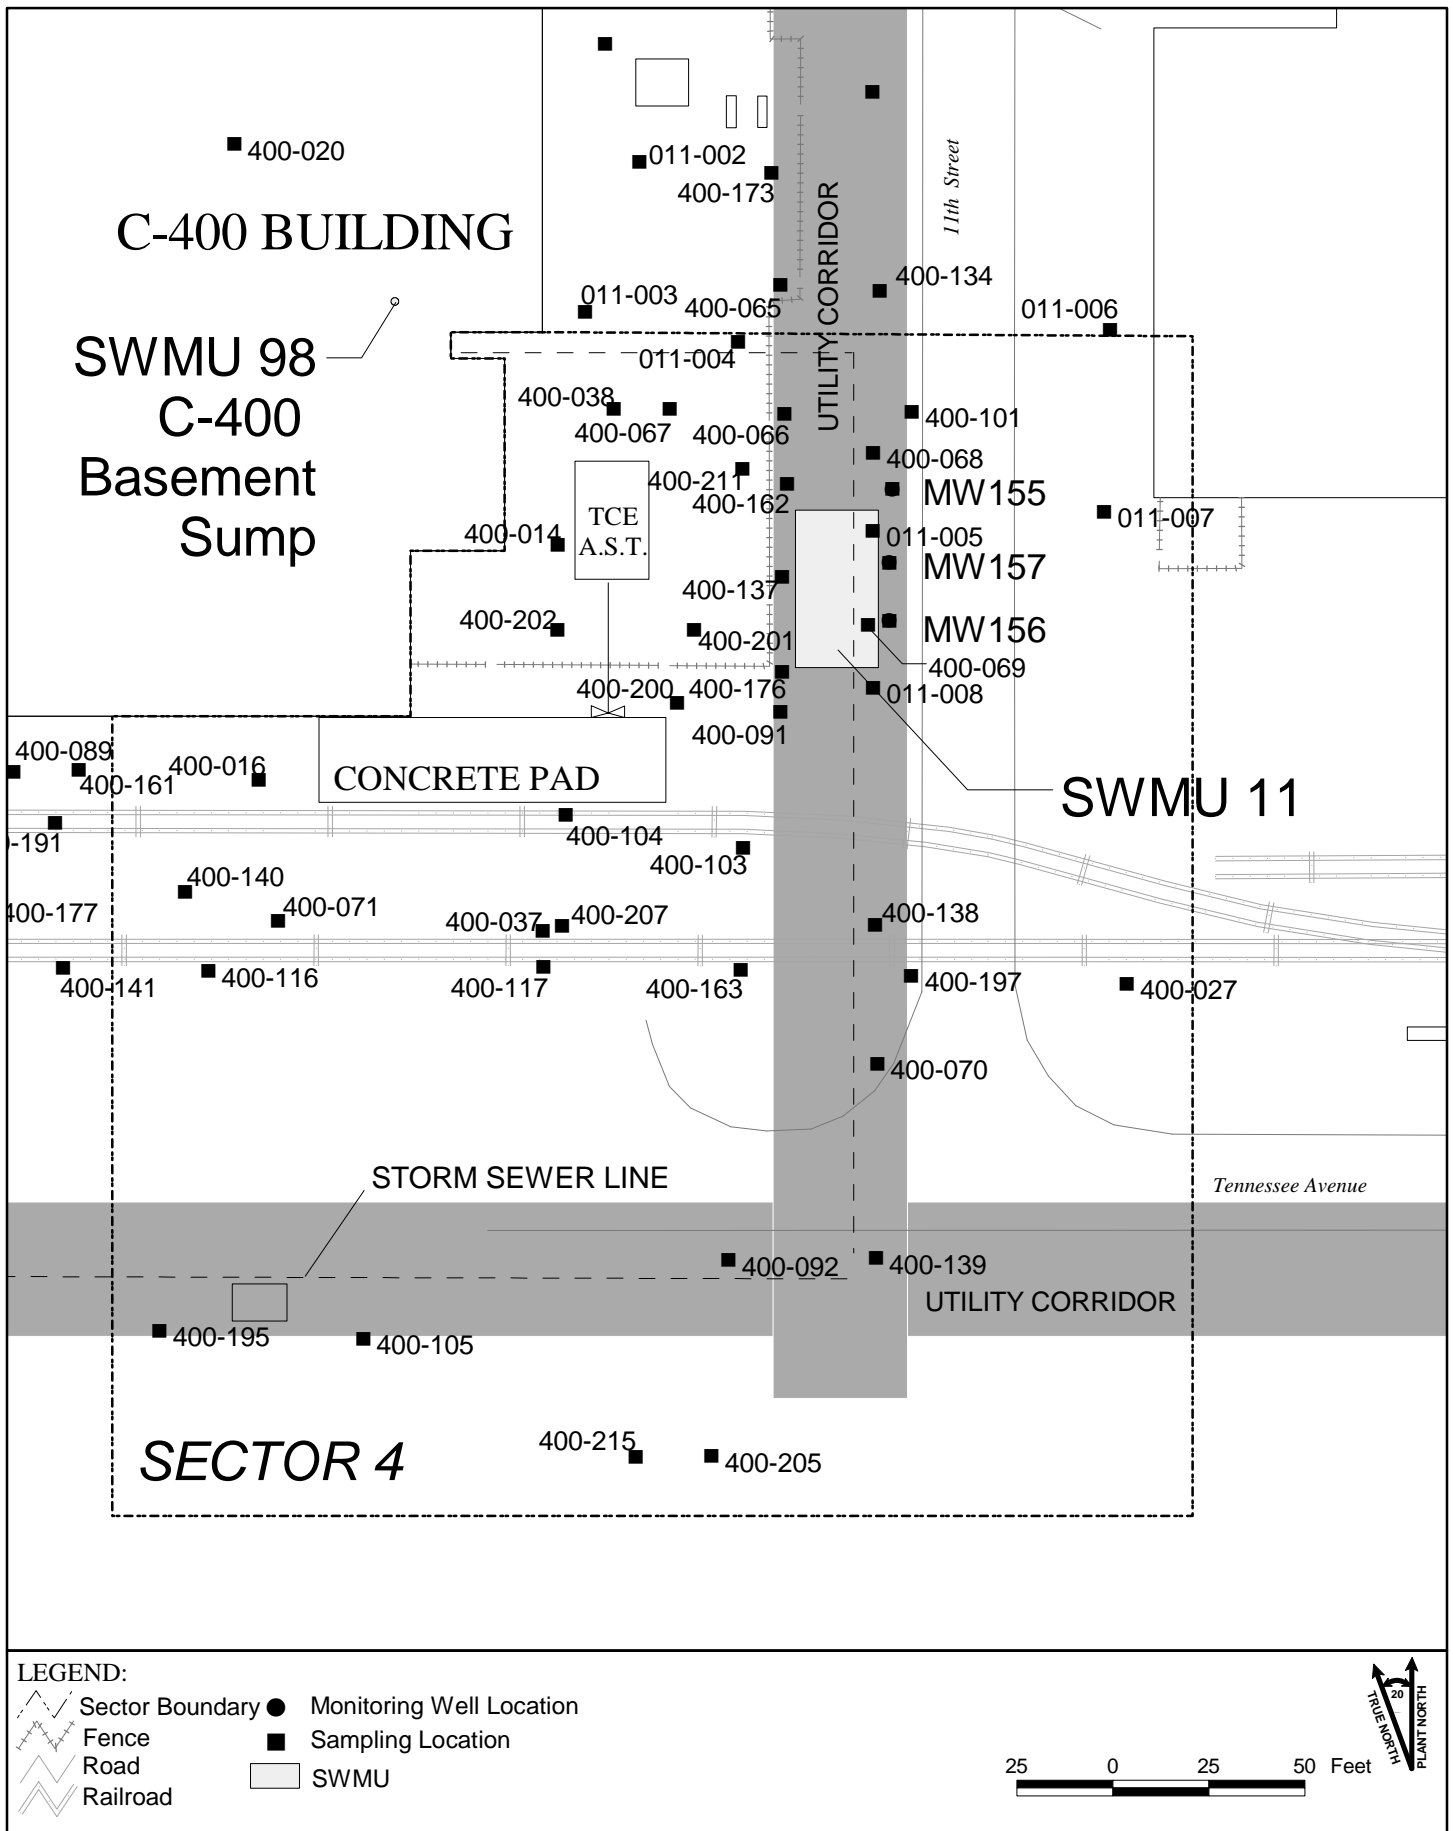 400-020
011-002
400-173
11th Street
UTILITY CORRIDOR
C-400 BUILDING
400-134
011-003
400-065
011-006
SWMU 98
C-400
Basement
Sump
011-004
400-038
400-067
400-066
400-101
400-068
400-211
400-162
MW155
TCE
A.S.T.
011-007
400-014
011-005
MW157
400-137
400-202
400-201
MW156
400-069
400-200
400-176
011-008
400-091
400-089
400-161
400-016
CONCRETE PAD
SWMU 11
-191
400-104
400-103
400-140
400-071
400-177
400-037
400-207
400-138
400-141
400-116
400-117
400-163
400-197
400-027
400-070
STORM SEWER LINE
Tennessee Avenue
400-092
400-139
UTILITY CORRIDOR
400-195
400-105
SECTOR 4
400-215
400-205
LEGEND:
Sector Boundary
Fence
Road
Railroad
Monitoring Well Location
Sampling Location
SWMU
25 0 25 50 Feet
20
TRUE NORTH
PLANT NORTH